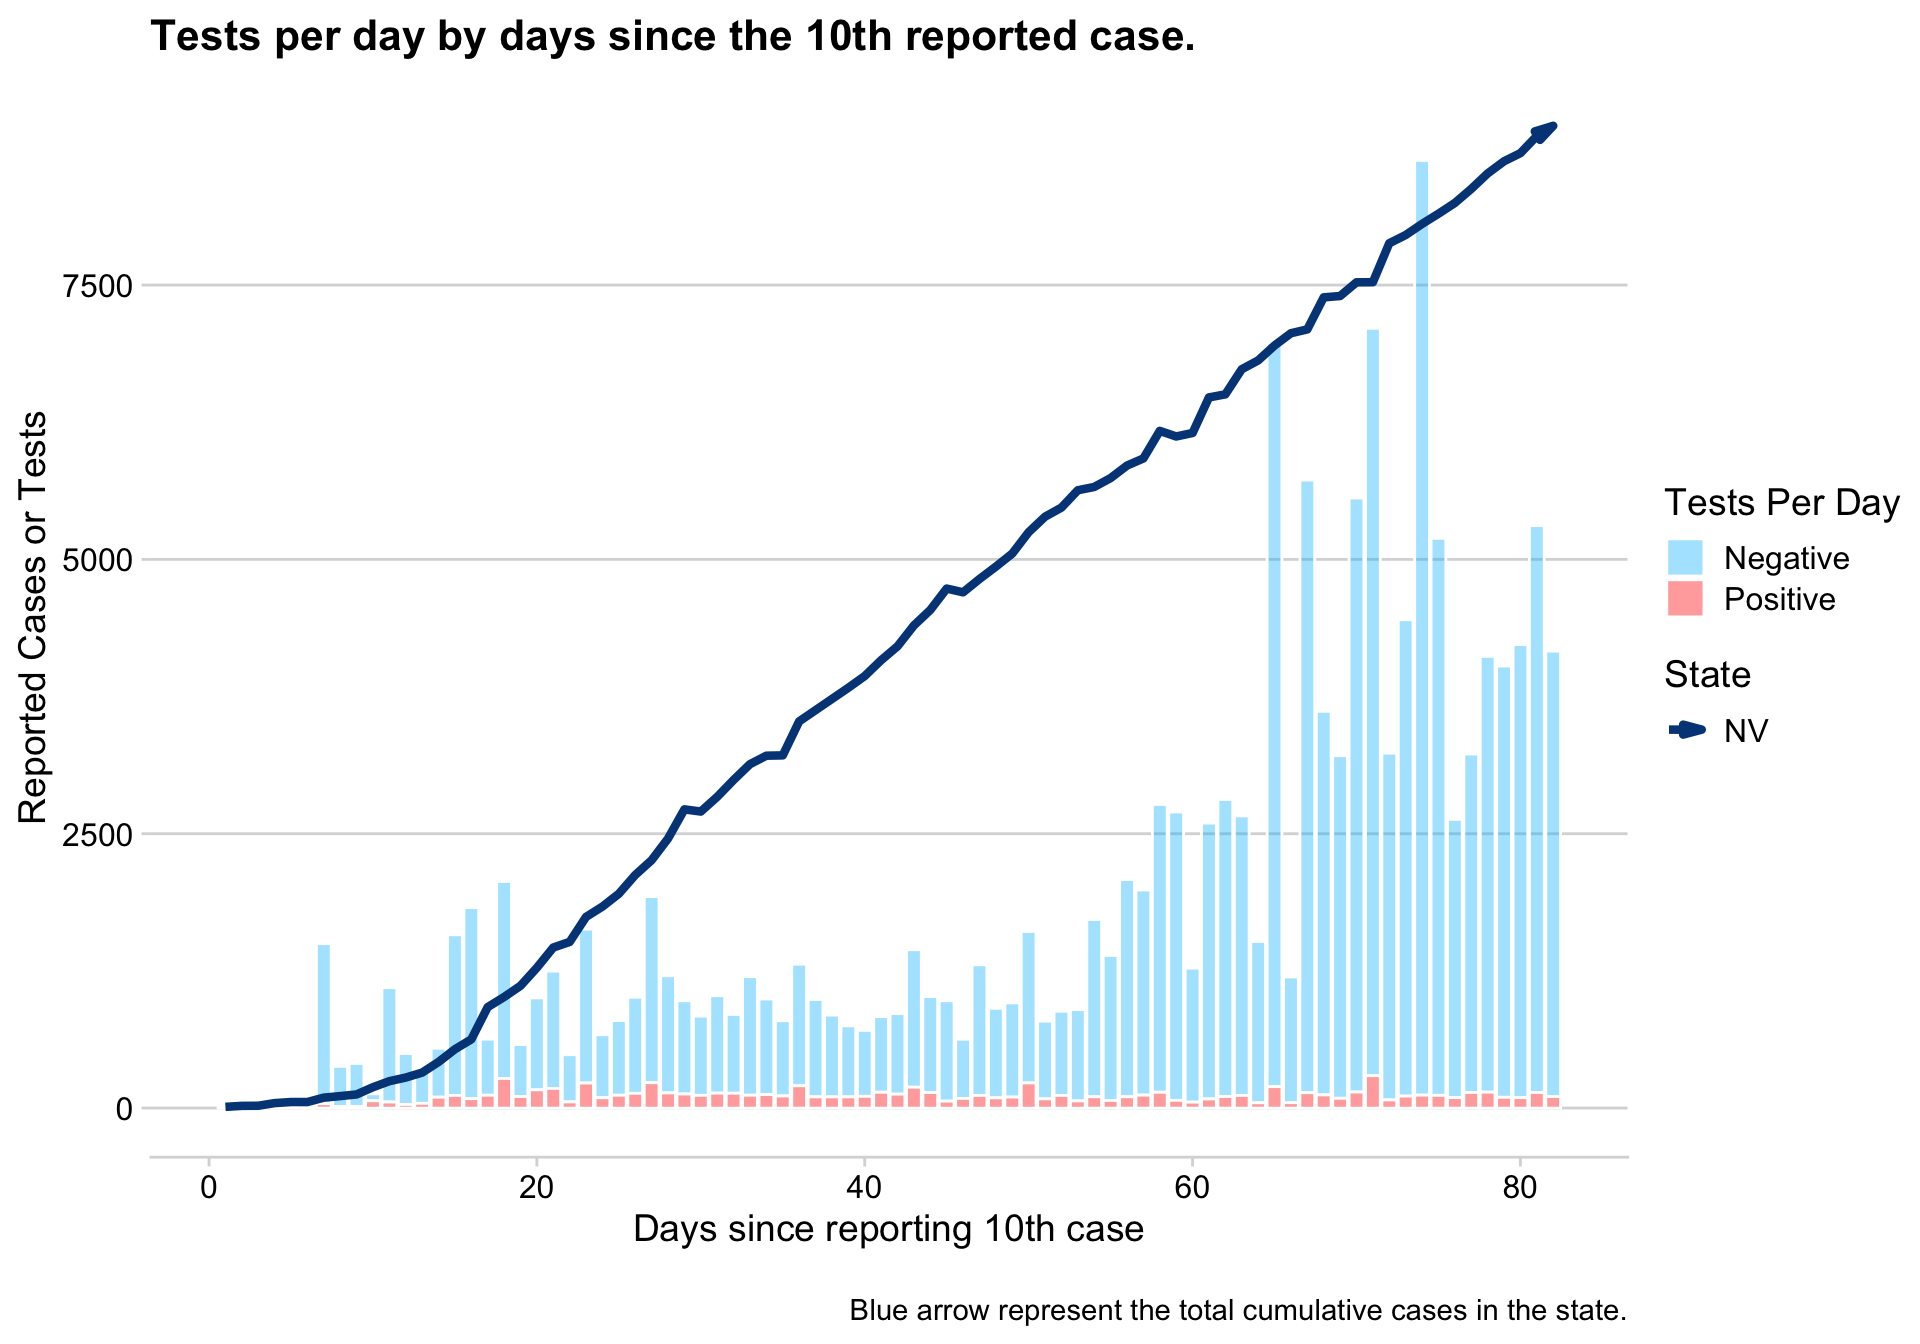 Tests per day by days since the 10th reported case.
Reported Cases or Tests
7500
5000
2500
0
0 20 40 60 80
Days since reporting 10th case
Tests Per Day
Negative
Positive
State
NV
Blue arrow represent the total cumulative cases in the state.